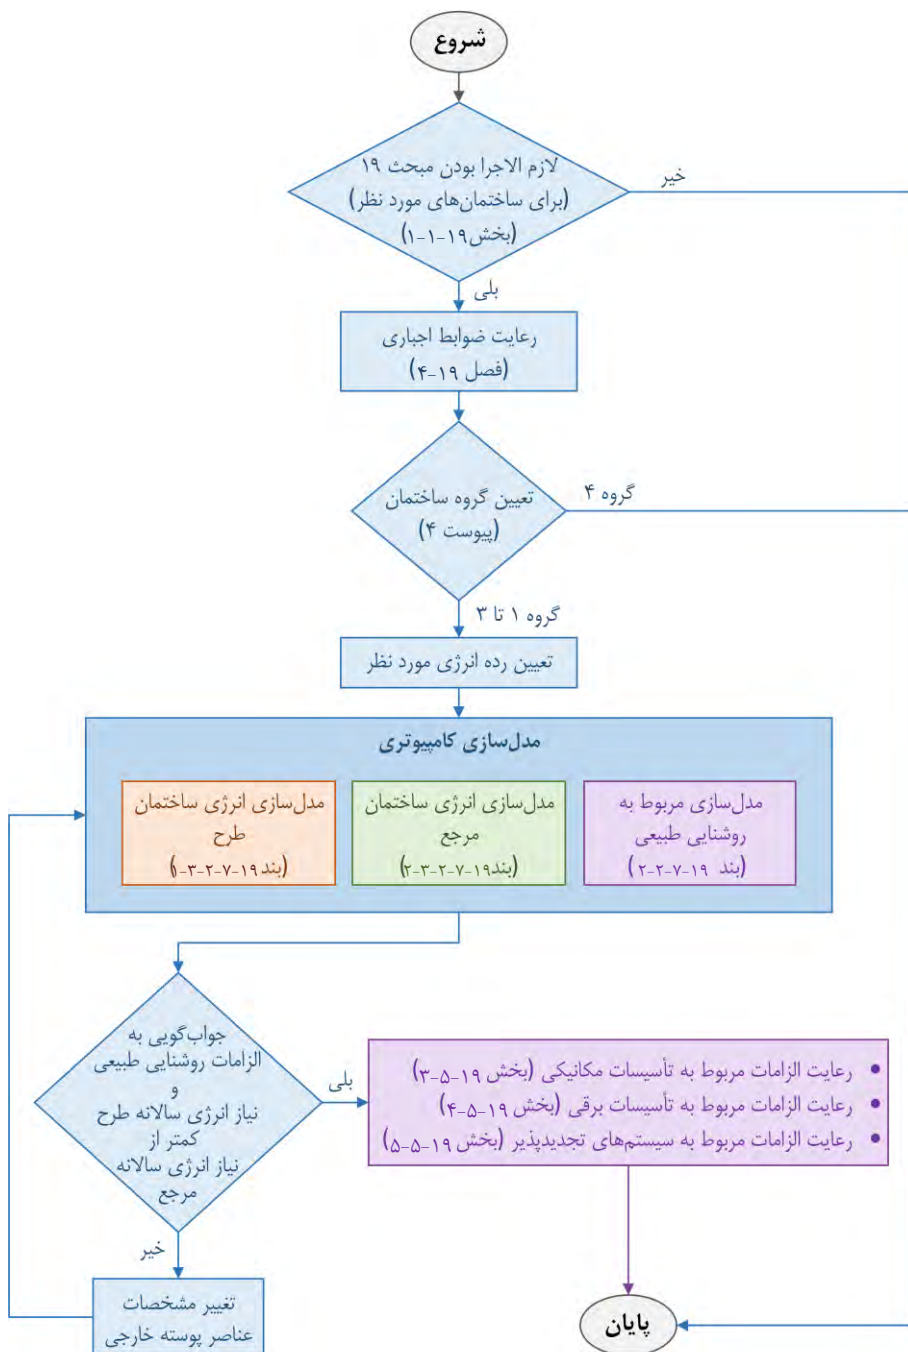 شروع
لازم الاجرا بودن مبحث ۱۹
(برای ساختمان‌های مورد نظر)
(بخش۱۹-۱-۱)
خیر
بلی
رعایت ضوابط اجباری
(فصل ۱۹-۴)
تعیین گروه ساختمان
(پیوست ۴)
گروه ۴
گروه ۱ تا ۳
تعیین رده انرژی مورد نظر
مدل‌سازی کامپیوتری
مدل‌سازی مربوط به
روشنایی طبیعی
(بند ۱۹-۷-۲-۲)
مدل‌سازی انرژی ساختمان
مرجع
(بند۱۹-۷-۲-۳-۲)
مدل‌سازی انرژی ساختمان
طرح
(بند۱۹-۷-۲-۳-۱)
جواب‌گویی به
الزامات روشنایی طبیعی
و
نیاز انرژی سالانه طرح
کمتر از
نیاز انرژی سالانه
مرجع
بلی
• رعایت الزامات مربوط به تأسیسات مکانیکی (بخش ۱۹-۵-۳)
• رعایت الزامات مربوط به تأسیسات برقی (بخش ۱۹-۵-۴)
• رعایت الزامات مربوط به سیستم‌های تجدیدپذیر (بخش ۱۹-۵-۵)
خیر
تغییر مشخصات
عناصر پوسته خارجی
پایان